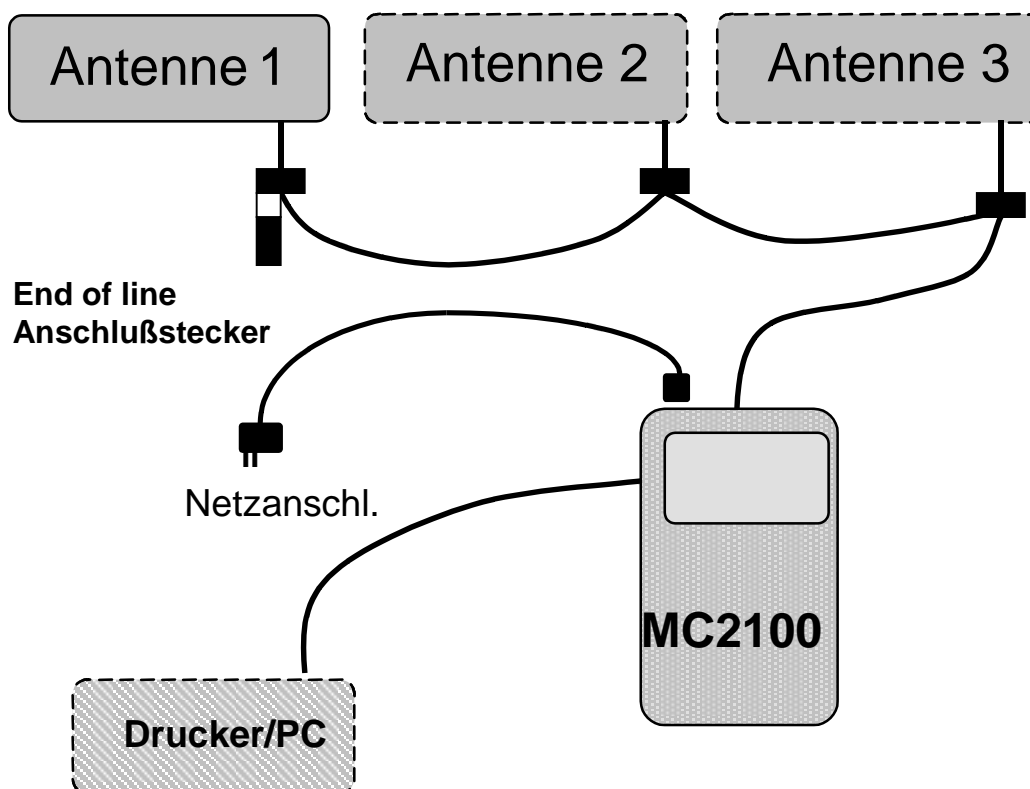 Antenne 1
Antenne 2
Antenne 3
End of line
Anschlußstecker
Netzanschl.
MC2100
Drucker/PC